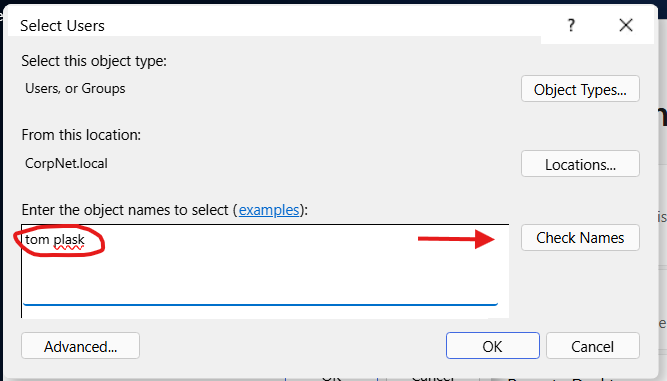 Select Users
?
Select this object type:
Users, or Groups
Object Types...
From this location:
CorpNet.local
Locations...
Enter the object names to select (examples):
tom plask
Check Names
Advanced...
OK
Cancel